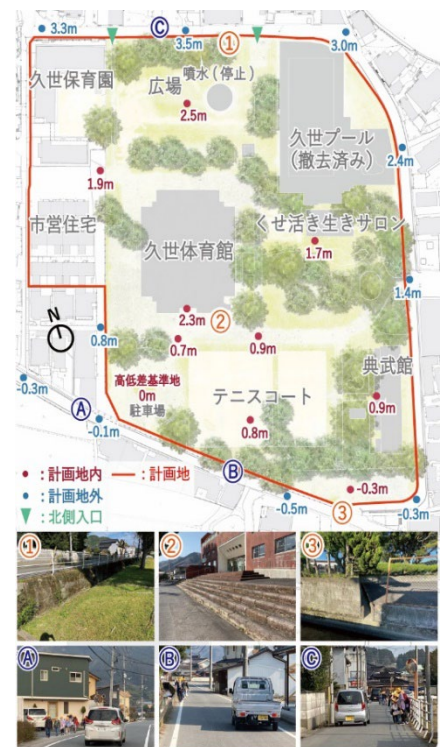 3.3m
Ⓒ
3.5m
①
3.0m
久世保育園
広場
噴水(停止)
2.5m
久世プール
(撤去済み)
2.4m
1.9m
市営住宅
久世体育館
くせ活き生きサロン
1.7m
1.4m
N
2.3m
②
0.8m
0.7m
0.9m
典武館
-0.3m
高低差基準地
0m
駐車場
テニスコート
0.9m
Ⓐ
-0.1m
0.8m
Ⓑ
-0.5m
-0.3m
③
-0.3m
:計画地内
:計画地
:計画地外
:北側入口
①
②
③
Ⓐ
Ⓑ
Ⓒ